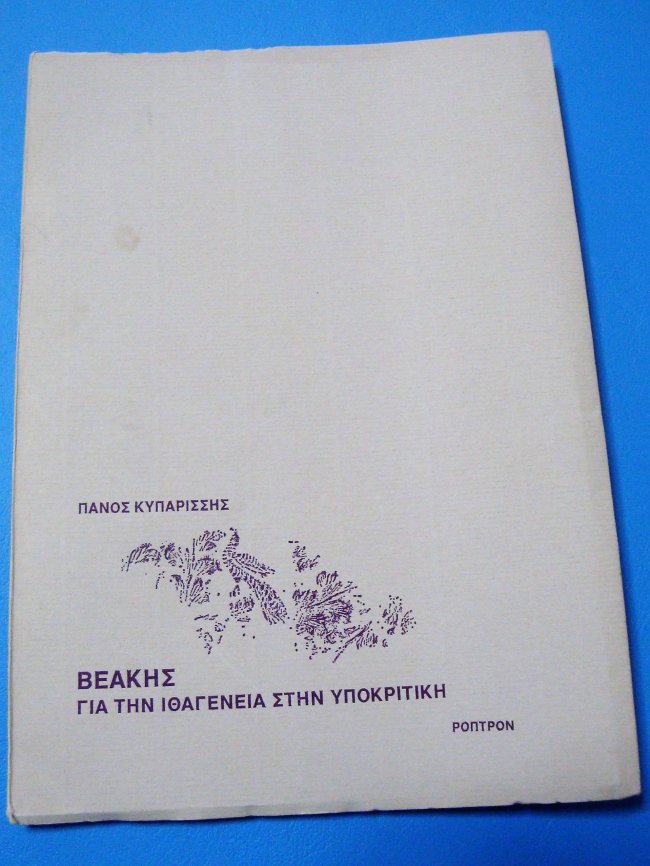 ΠΑΝΟΣ ΚΥΠΑΡΙΣΣΗΣ
ΒΕΑΚΗΣ
ΓΙΑ ΤΗΝ ΙΘΑΓΕΝΕΙΑ ΣΤΗΝ ΥΠΟΚΡΙΤΙΚΗ
ΡΟΠΤΡΟΝ